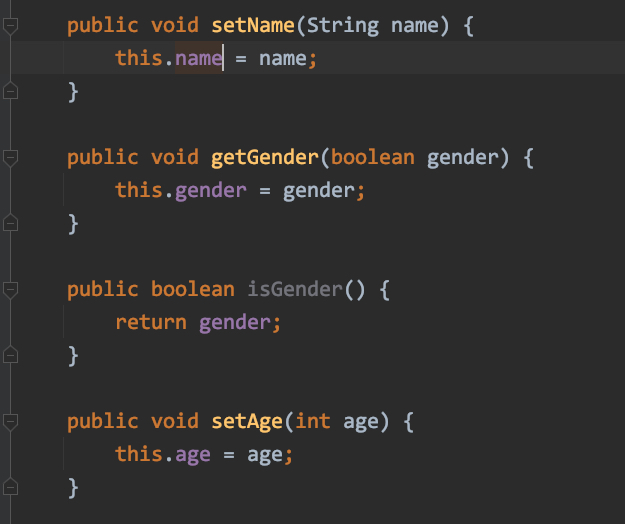 public void setName(String name) {
this.name = name;
}
public void getGender(boolean gender) {
this.gender = gender;
}
public boolean isGender() {
return gender;
}
public void setAge(int age) {
this.age = age;
}